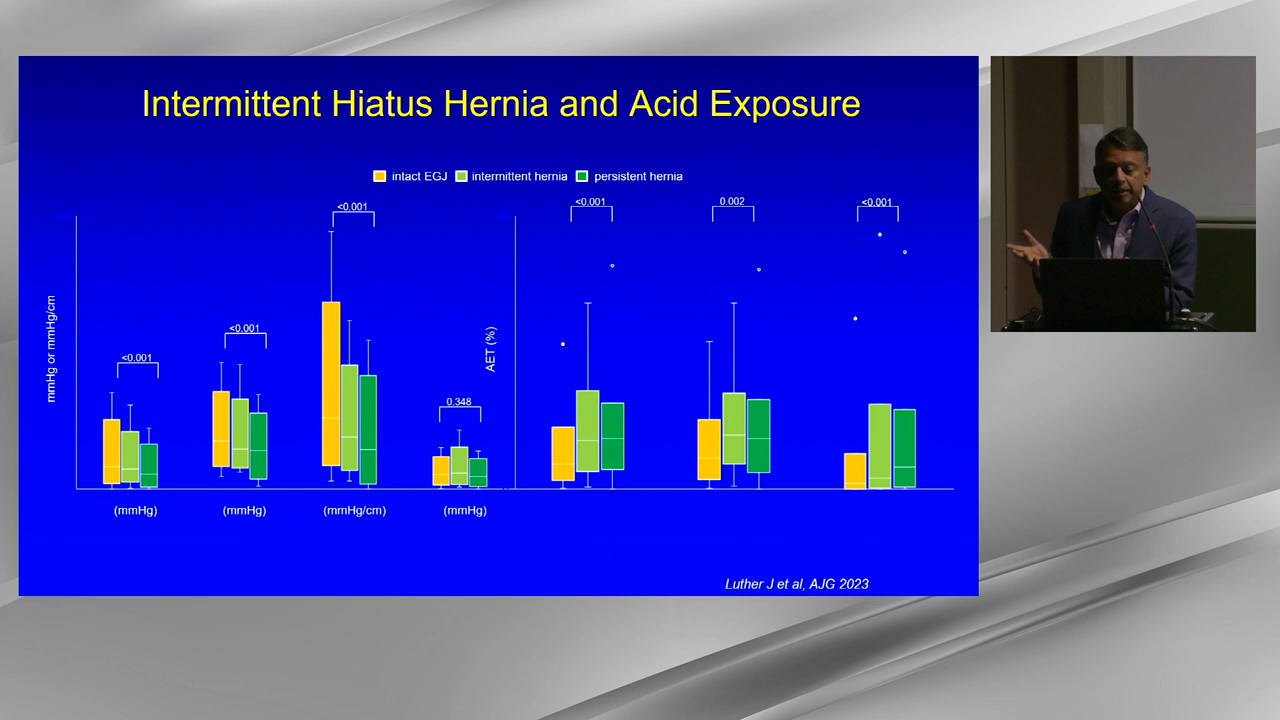 Intermittent Hiatus Hernia and Acid Exposure
intact EGJ intermittent hernia persistent hernia
<0.001
<0.001
0.002
<0.001
<0.001
<0.001
0.348
mmHg or mmHg/cm
AET (%)
(mmHg)
(mmHg)
(mmHg/cm)
(mmHg)
Luther J et al, AJG 2023